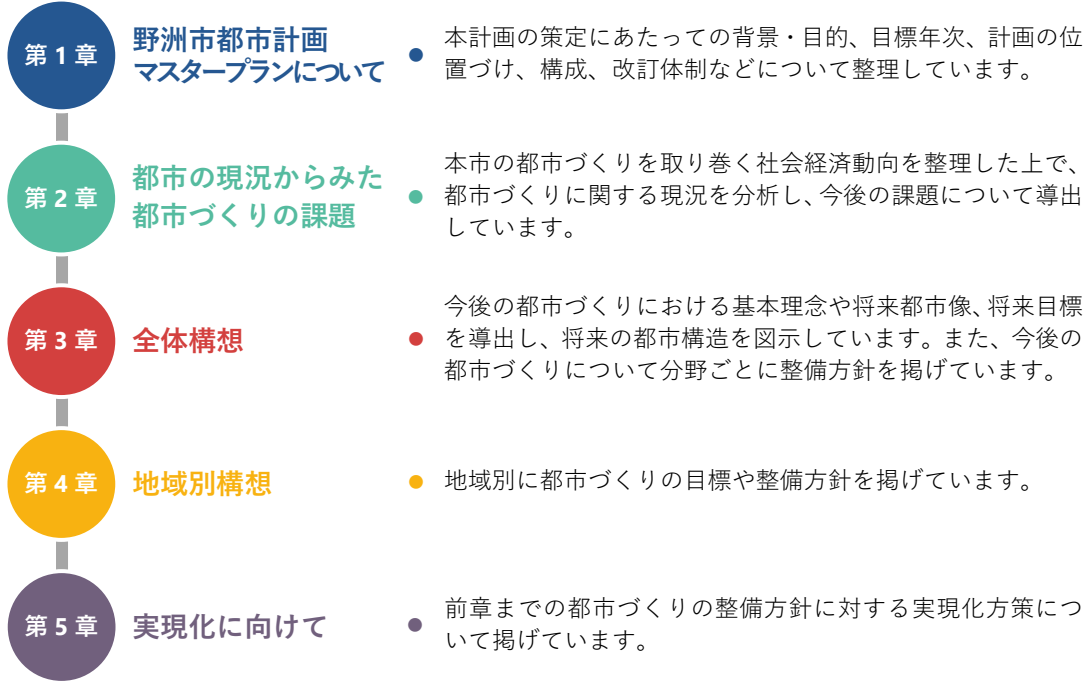 第1章
野洲市都市計画
マスタープランについて
● 本計画の策定にあたっての背景・目的、目標年次、計画の位
置づけ、構成、改訂体制などについて整理しています。
第2章
都市の現況からみた
都市づくりの課題
● 本市の都市づくりを取り巻く社会経済動向を整理した上で、
都市づくりに関する現況を分析し、今後の課題について導出
しています。
第3章
全体構想
● 今後の都市づくりにおける基本理念や将来都市像、将来目標
を導出し、将来の都市構造を図示しています。また、今後の
都市づくりについて分野ごとに整備方針を掲げています。
第4章
地域別構想
● 地域別に都市づくりの目標や整備方針を掲げています。
第5章
実現化に向けて
● 前章までの都市づくりの整備方針に対する実現化方策につ
いて掲げています。